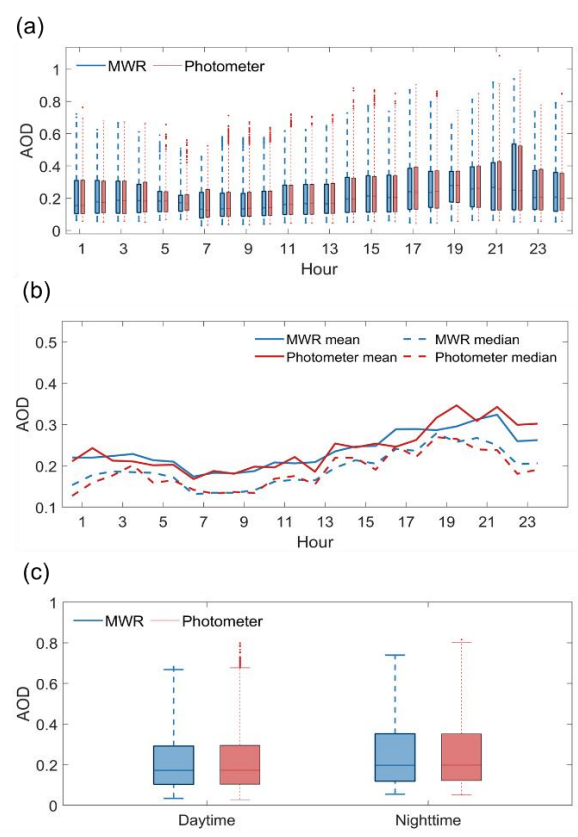 (a)
MWR Photometer
1
0.8
0.6
0.4
0.2
0
AOD
1 3 5 7 9 11 13 15 17 19 21 23
Hour
(b)
MWR mean MWR median
Photometer mean Photometer median
0.5
0.4
0.3
0.2
0.1
AOD
1 3 5 7 9 11 13 15 17 19 21 23
Hour
(c)
MWR Photometer
1
0.8
0.6
0.4
0.2
0
AOD
Daytime Nighttime